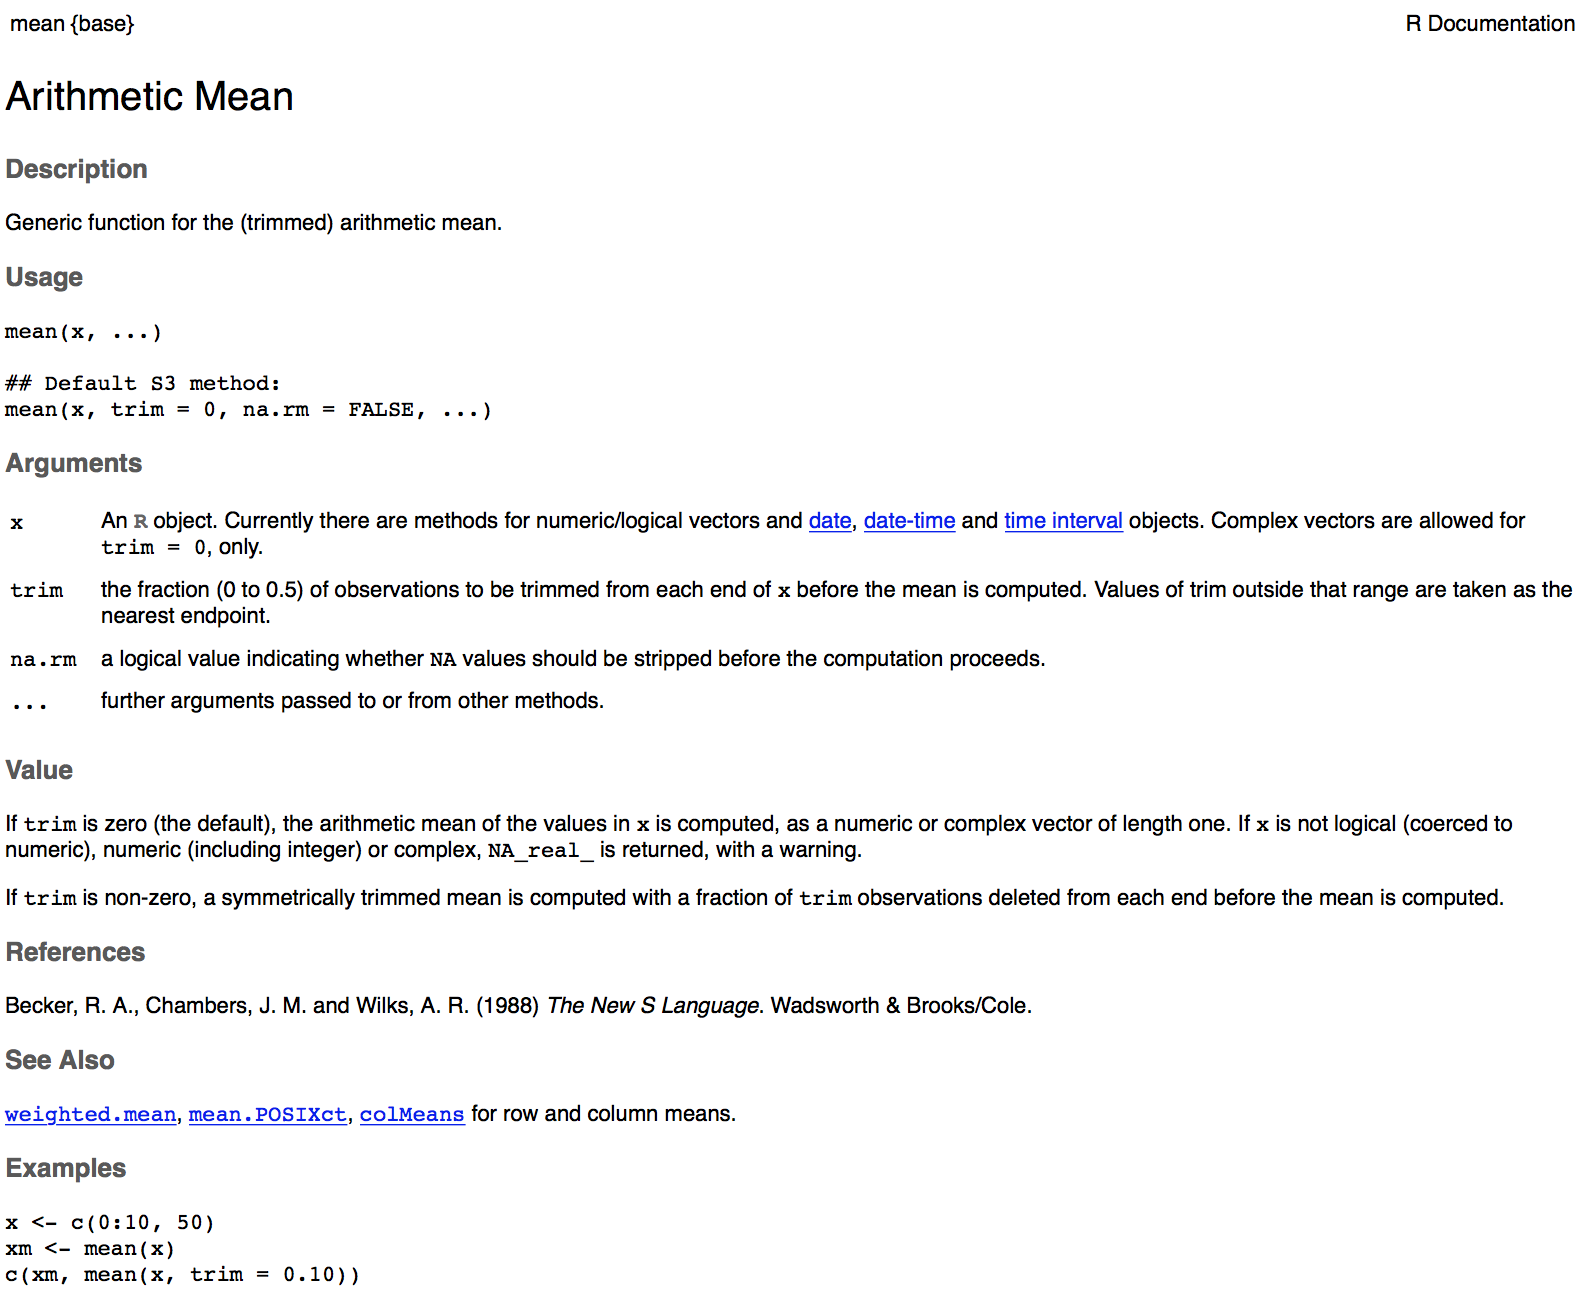 mean {base}
R Documentation
Arithmetic Mean
Description
Generic function for the (trimmed) arithmetic mean.
Usage
mean(x, ...)
## Default S3 method:
mean(x, trim = 0, na.rm = FALSE, ...)
Arguments
x An R object. Currently there are methods for numeric/logical vectors and date, date-time and time interval objects. Complex vectors are allowed for
trim = 0, only.
trim the fraction (0 to 0.5) of observations to be trimmed from each end of x before the mean is computed. Values of trim outside that range are taken as the
nearest endpoint.
na.rm a logical value indicating whether NA values should be stripped before the computation proceeds.
... further arguments passed to or from other methods.
Value
If trim is zero (the default), the arithmetic mean of the values in x is computed, as a numeric or complex vector of length one. If x is not logical (coerced to
numeric), numeric (including integer) or complex, NA_real_ is returned, with a warning.
If trim is non-zero, a symmetrically trimmed mean is computed with a fraction of trim observations deleted from each end before the mean is computed.
References
Becker, R. A., Chambers, J. M. and Wilks, A. R. (1988) The New S Language. Wadsworth & Brooks/Cole.
See Also
weighted.mean, mean.POSIXct, colMeans for row and column means.
Examples
x <- c(0:10, 50)
xm <- mean(x)
c(xm, mean(x, trim = 0.10))